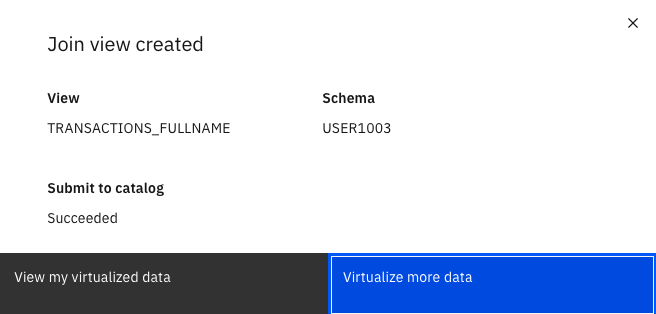 Join view created
View
Schema
TRANSACTIONS_FULLNAME
USER1003
Submit to catalog
Succeeded
View my virtualized data
Virtualize more data